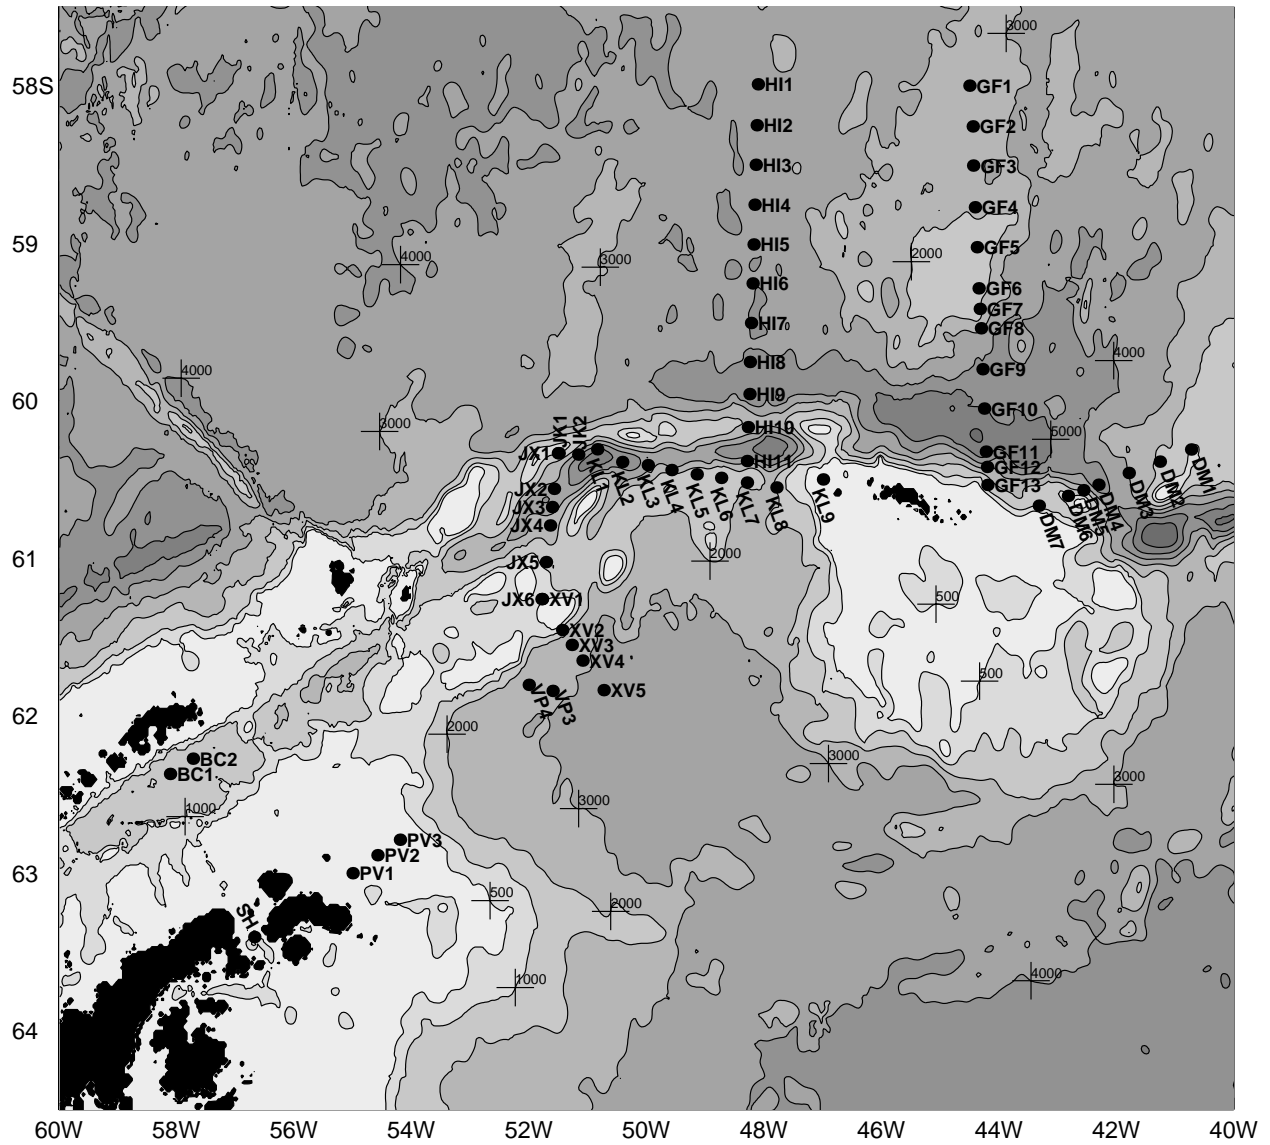 3000
58S HI1 GF1
HI2 GF2
HI3 GF3
HI4 GF4
59 HI5 GF5
4000 3000 2000
HI6 GF6
GF7
HI7 GF8
4000 HI8 GF9 4000
60 HI9 GF10
3000 HI10 5000
JX1 GF11
HI11 GF12
JX2 GF13
KL1 KL2 KL3 KL4 KL5 KL6 KL7 KL8 KL9
DM7 DM6 DM5 DM4 DM3 DM2 DM1
JX3
JX4
61 JX5 2000
JX6 XV1 500
XV2
XV3
XV4
500
XV5
VP4 VP3
62
2000
BC2 3000
BC1 3000
1000 3000
PV3
PV2
63 PV1
500
2000
SH
1000 4000
64
60W 58W 56W 54W 52W 50W 48W 46W 44W 42W 40W